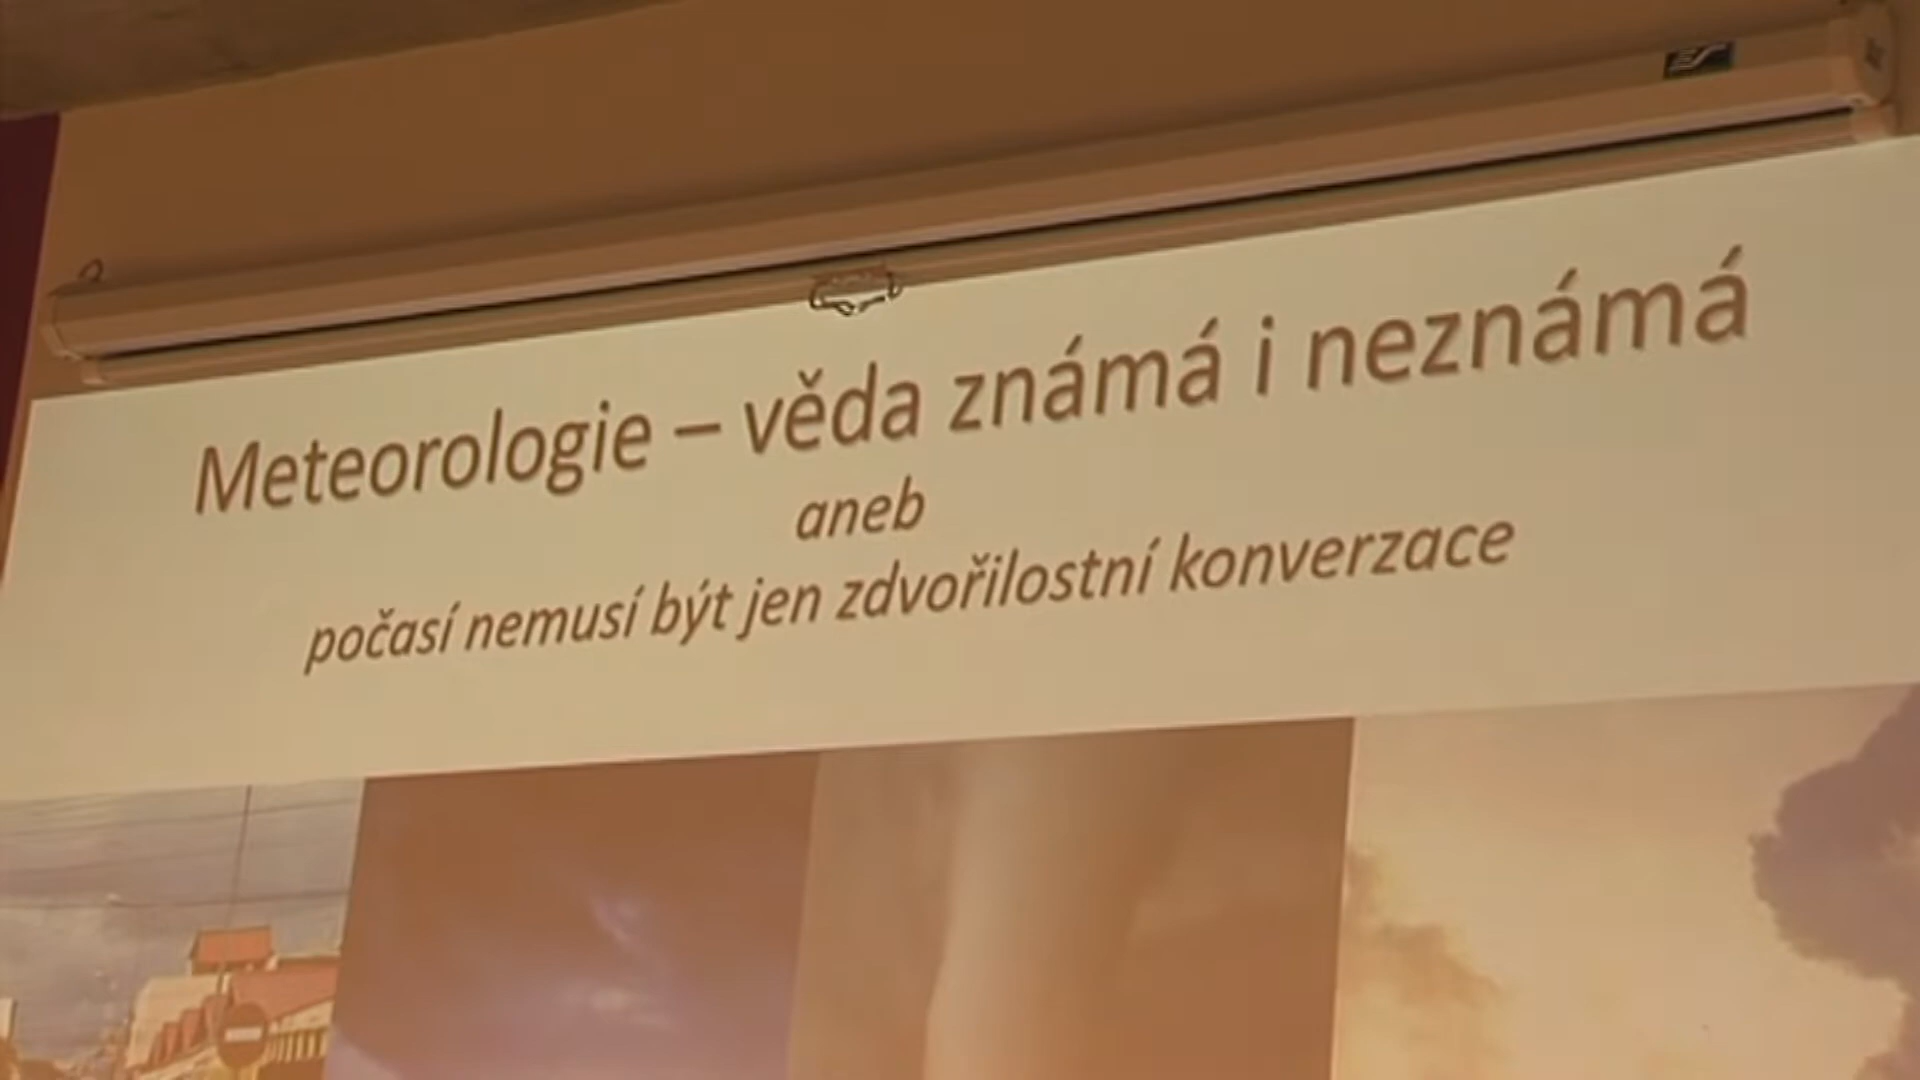 Meteorologie – věda známá i neznámá
aneb
počasí nemusí být jen zdvořilostní konverzace